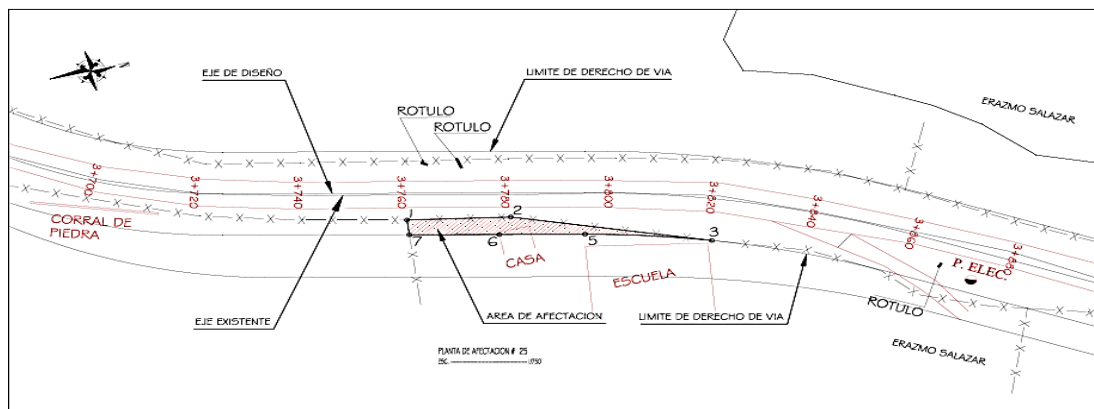 EJE DE DISEÑO
LIMITE DE DERECHO DE VIA
ROTULO
ROTULO
ERAZMO SALAZAR
3+700
3+720
3+740
3+760
3+780
3+800
3+820
3+840
3+860
3+880
CORRAL DE
PIEDRA
1
2
7
6
5
3
CASA
ESCUELA
P. ELEC.
ROTULO
EJE EXISTENTE
AREA DE AFECTACION
LIMITE DE DERECHO DE VIA
ERAZMO SALAZAR
PLANTA DE AFECTACION # 25
ESC. 1/750